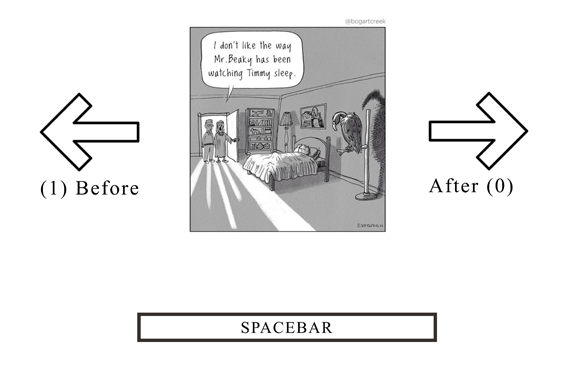 @bogartcreek
I don't like the way
Mr. Beaky has been
watching Timmy sleep.
(1) Before
After (0)
SPACEBAR